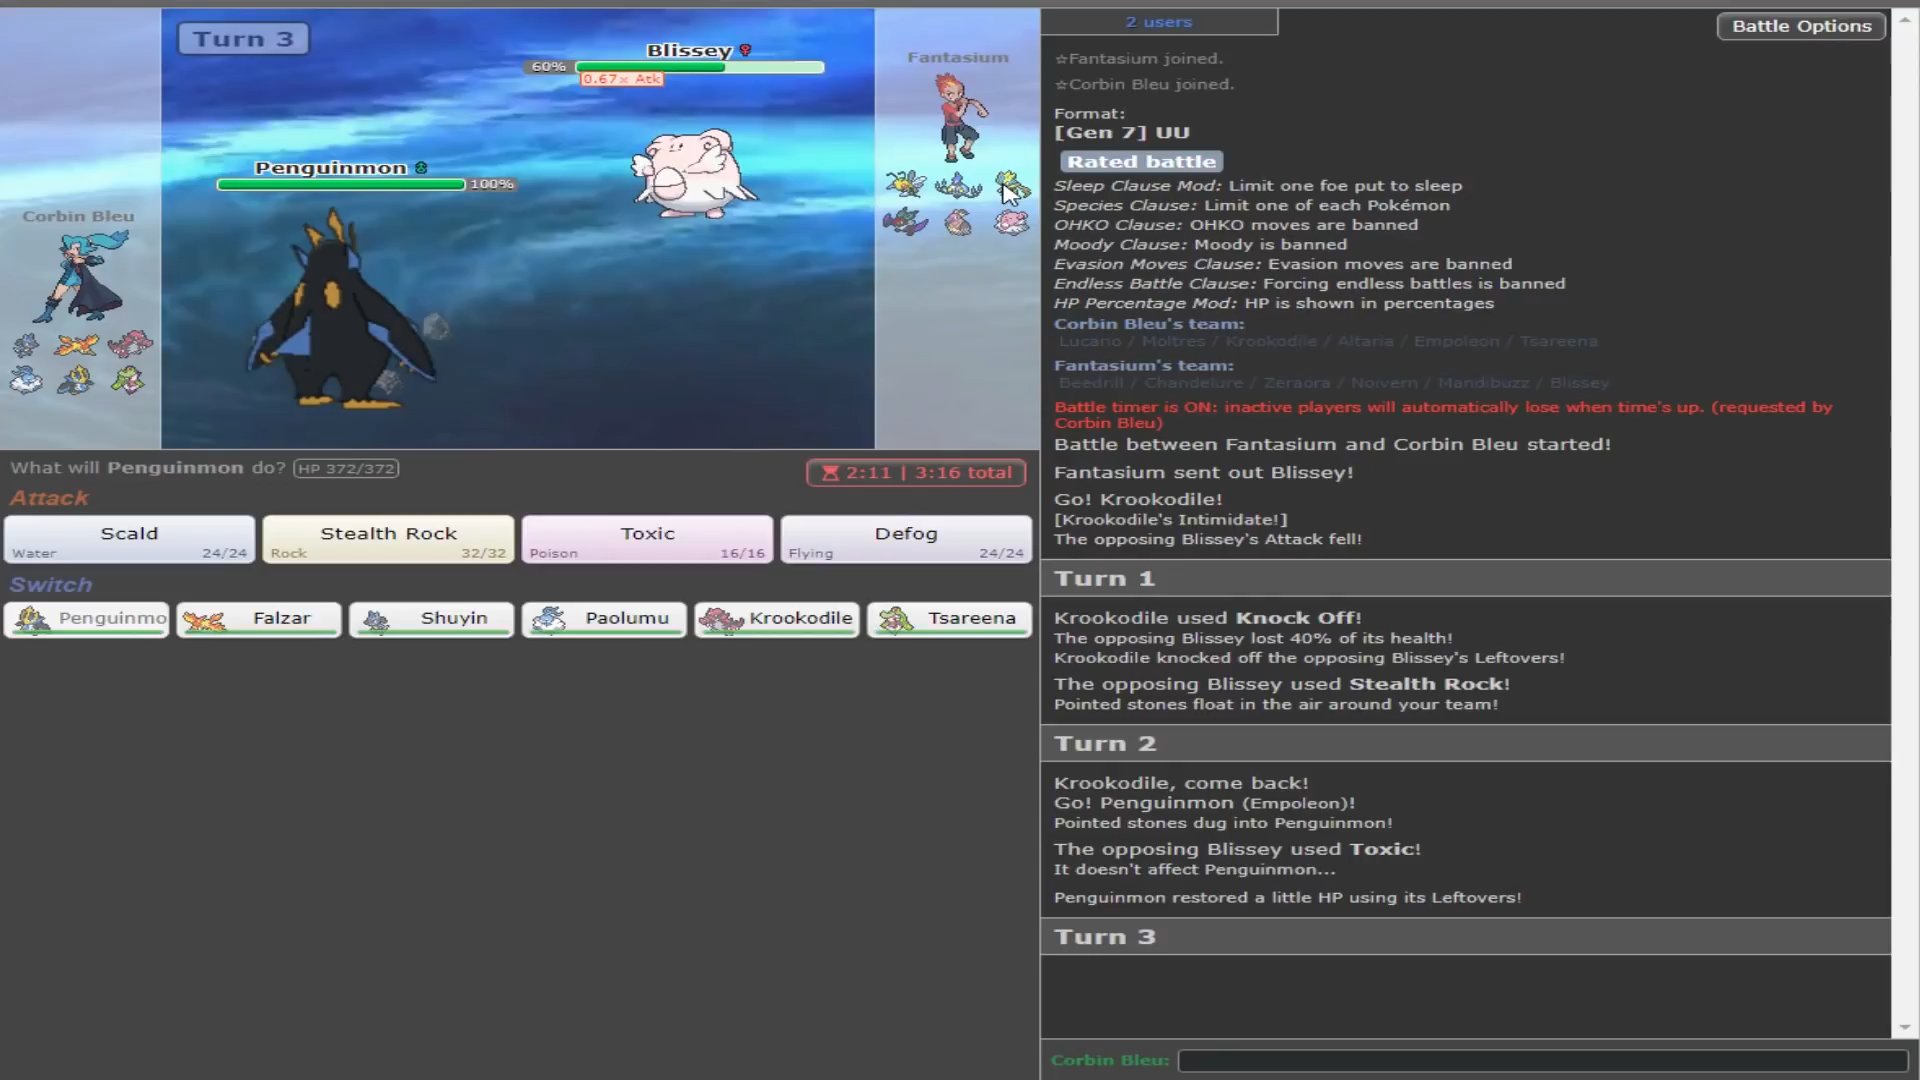 Turn 3
Blissey ♀
60%
0.67× Atk
Penguinmon ♂
100%
Corbin Bleu
Fantasium
What will Penguinmon do? HP 372/372
2:11 | 3:16 total
Attack
Scald
Water 24/24
Stealth Rock
Rock 32/32
Toxic
Poison 16/16
Defog
Flying 24/24
Switch
Penguinmo
Falzar
Shuyin
Paolumu
Krookodile
Tsareena
2 users
Battle Options
☆Fantasium joined.
☆Corbin Bleu joined.
Format:
[Gen 7] UU
Rated battle
Sleep Clause Mod: Limit one foe put to sleep
Species Clause: Limit one of each Pokémon
OHKO Clause: OHKO moves are banned
Moody Clause: Moody is banned
Evasion Moves Clause: Evasion moves are banned
Endless Battle Clause: Forcing endless battles is banned
HP Percentage Mod: HP is shown in percentages
Corbin Bleu's team:
Lucario / Moltres / Krookodile / Altaria / Empoleon / Tsareena
Fantasium's team:
Beedrill / Chandelure / Zeraora / Noivern / Mandibuzz / Blissey
Battle timer is ON: inactive players will automatically lose when time's up. (requested by
Corbin Bleu)
Battle between Fantasium and Corbin Bleu started!
Fantasium sent out Blissey!
Go! Krookodile!
[Krookodile's Intimidate!]
The opposing Blissey's Attack fell!
Turn 1
Krookodile used Knock Off!
The opposing Blissey lost 40% of its health!
Krookodile knocked off the opposing Blissey's Leftovers!
The opposing Blissey used Stealth Rock!
Pointed stones float in the air around your team!
Turn 2
Krookodile, come back!
Go! Penguinmon (Empoleon)!
Pointed stones dug into Penguinmon!
The opposing Blissey used Toxic!
It doesn't affect Penguinmon...
Penguinmon restored a little HP using its Leftovers!
Turn 3
Corbin Bleu: